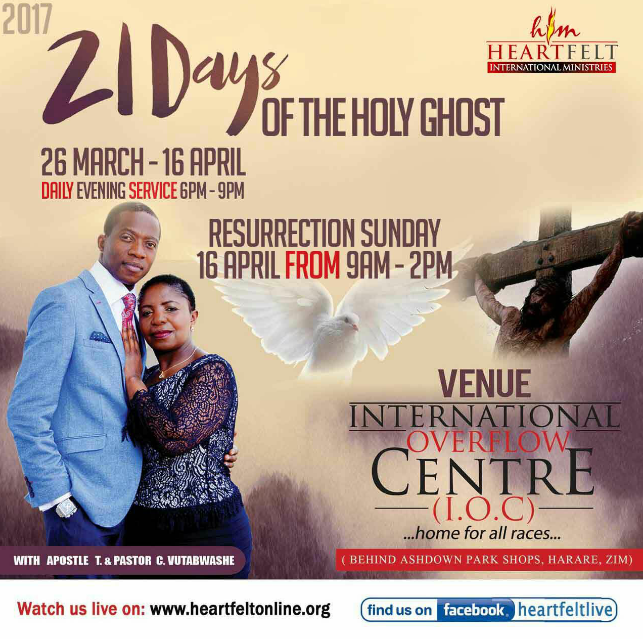 2017
21 Days
OF THE HOLY GHOST
him
HEARTFELT
INTERNATIONAL MINISTRIES
26 MARCH - 16 APRIL
DAILY EVENING SERVICE 6PM - 9PM
RESURRECTION SUNDAY
16 APRIL FROM 9AM - 2PM
VENUE
INTERNATIONAL
OVERFLOW
CENTRE
(I.O.C)
...home for all races...
WITH APOSTLE T. & PASTOR C. VUTABWASHE
( BEHIND ASHDOWN PARK SHOPS, HARARE, ZIM)
Watch us live on: www.heartfeltonline.org
find us on facebook. heartfeltlive